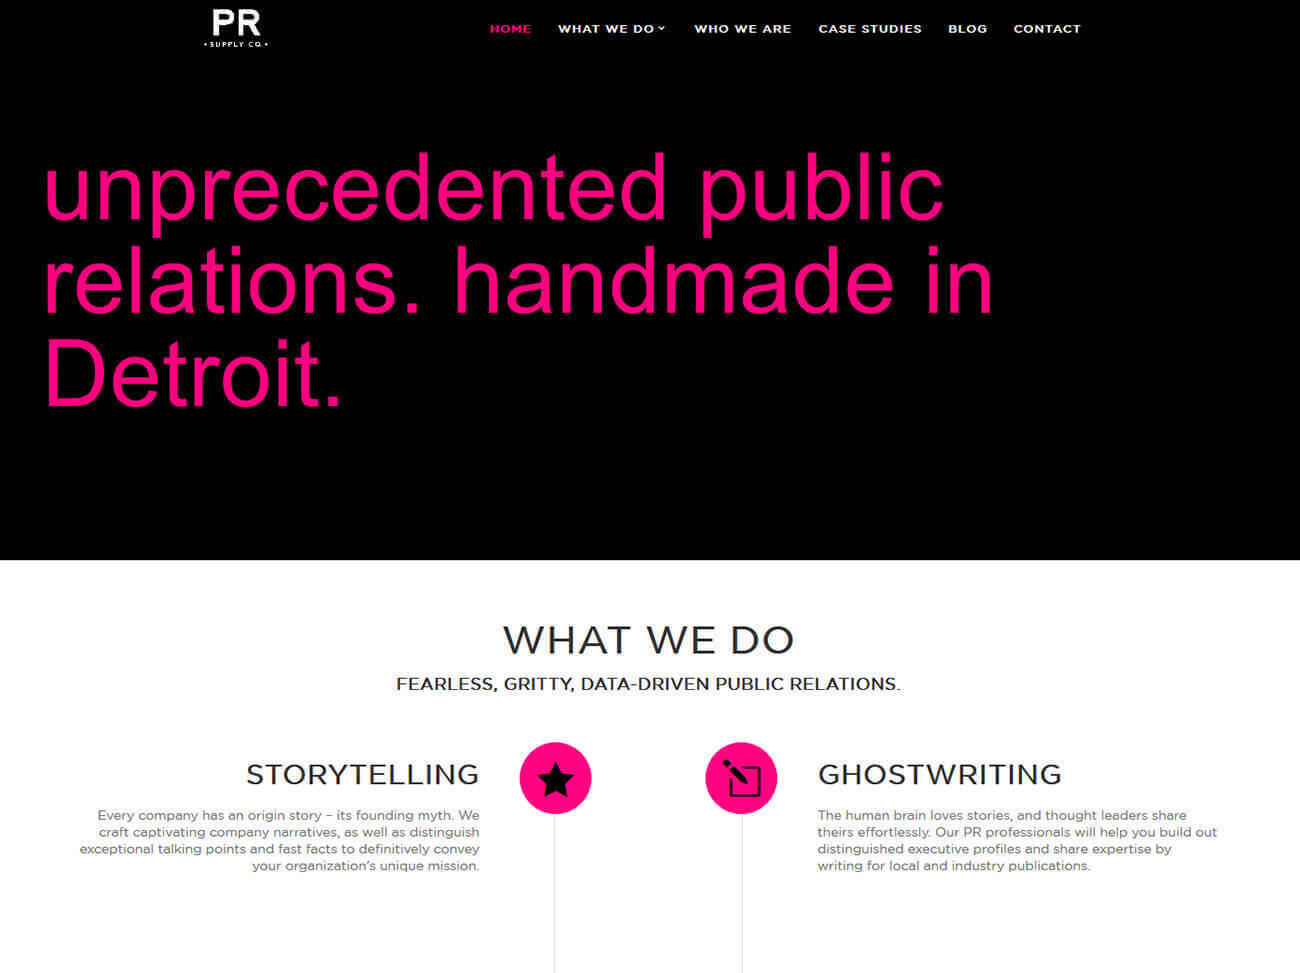 PR
• SUPPLY CO. •
HOME
WHAT WE DO
WHO WE ARE
CASE STUDIES
BLOG
CONTACT
unprecedented public
relations. handmade in
Detroit.
WHAT WE DO
FEARLESS, GRITTY, DATA-DRIVEN PUBLIC RELATIONS.
STORYTELLING
Every company has an origin story – its founding myth. We
craft captivating company narratives, as well as distinguish
exceptional talking points and fast facts to definitively convey
your organization's unique mission.
GHOSTWRITING
The human brain loves stories, and thought leaders share
theirs effortlessly. Our PR professionals will help you build out
distinguished executive profiles and share expertise by
writing for local and industry publications.